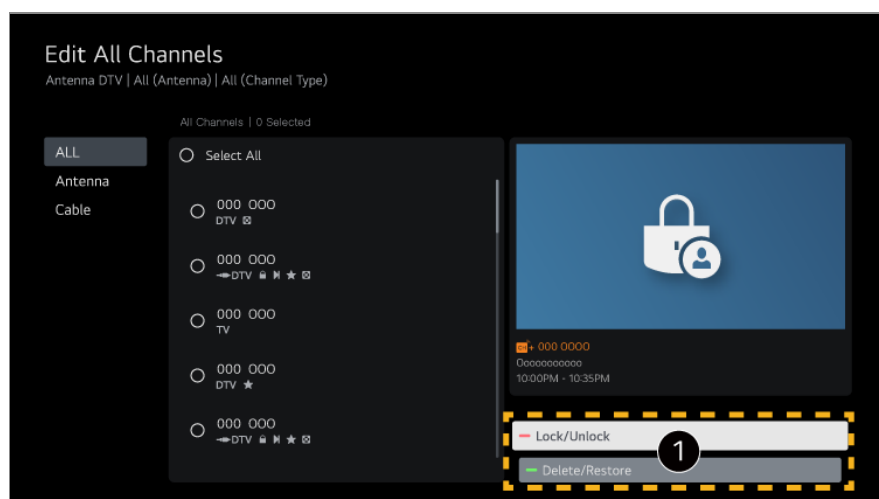 Edit All Channels
Antenna DTV | All (Antenna) | All (Channel Type)
All Channels | 0 Selected
ALL
Antenna
Cable
Select All
000 000
DTV
000 000
DTV
000 000
TV
000 000
DTV
000 000
DTV
CH+ 000 0000
Ooooooooooo
10:00PM - 10:35PM
Lock/Unlock
Delete/Restore
1